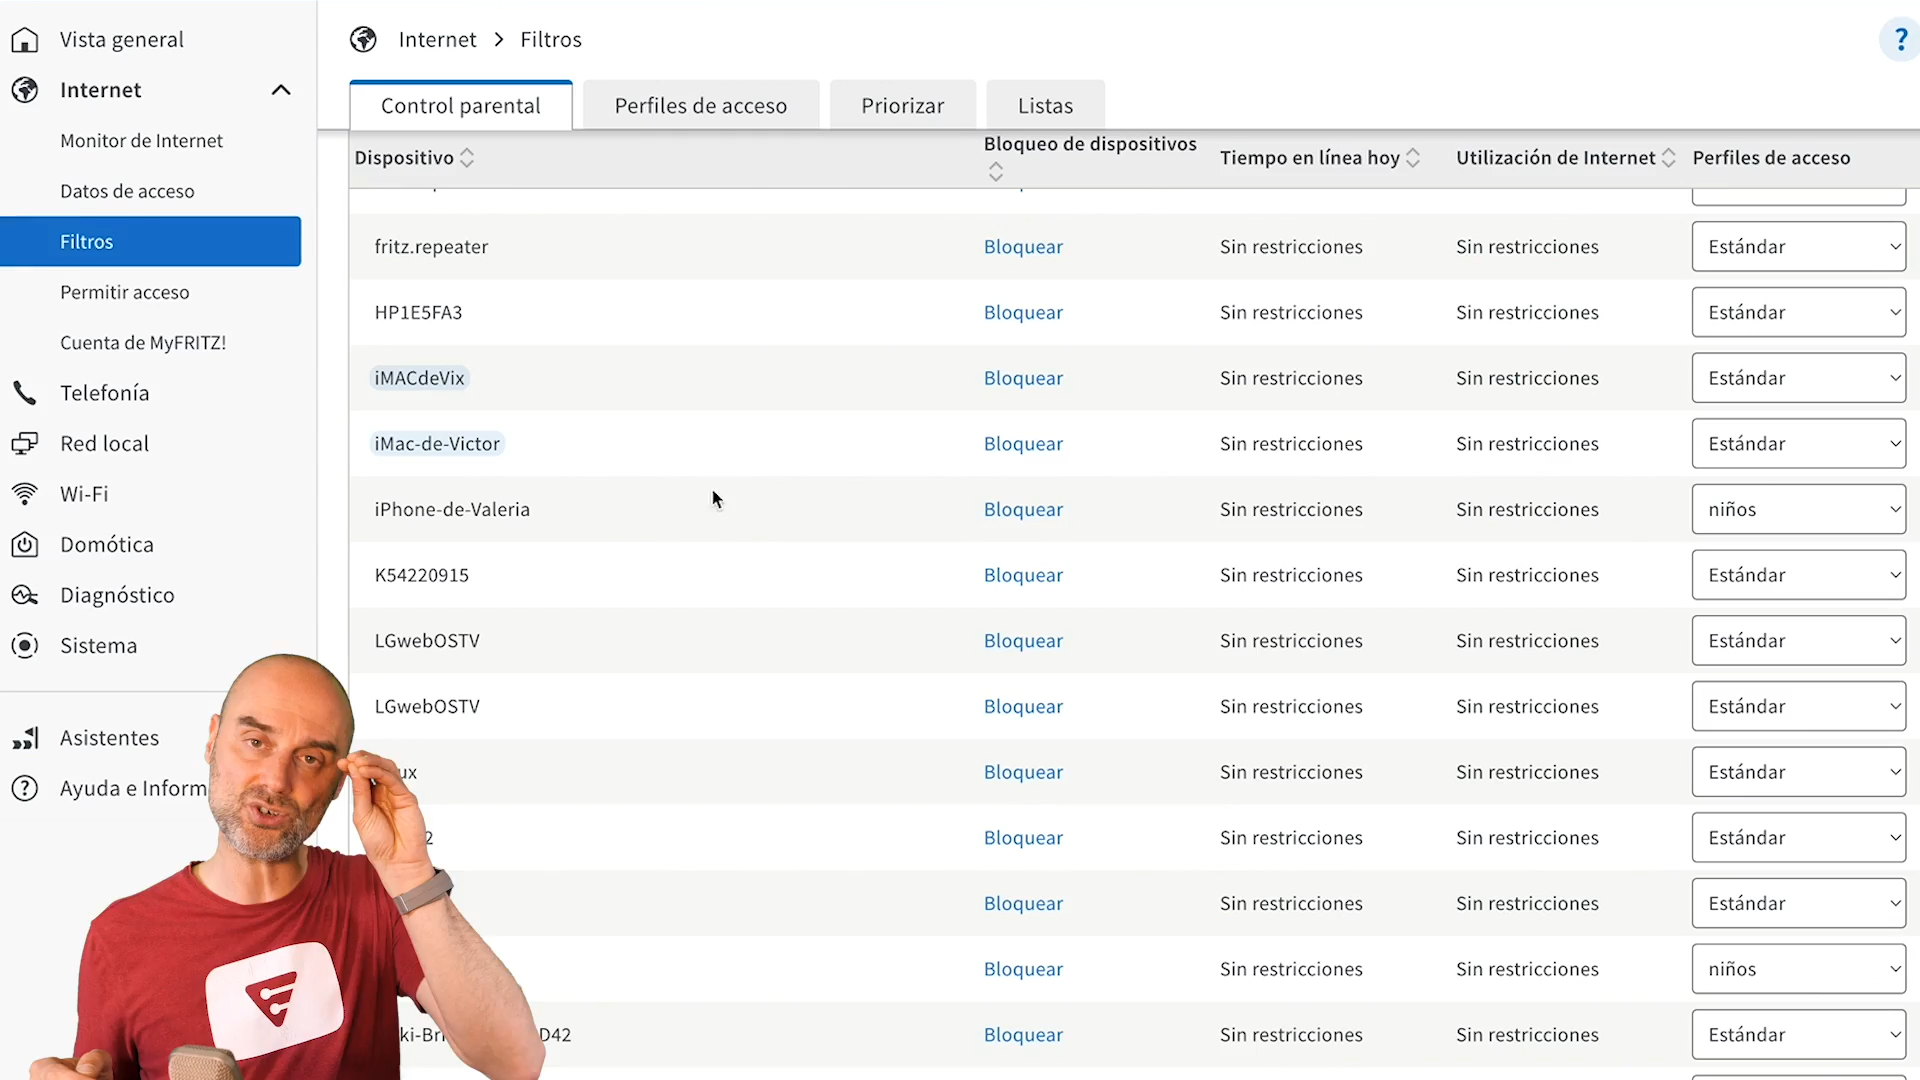 Vista general
Internet
Monitor de Internet
Datos de acceso
Filtros
Permitir acceso
Cuenta de MyFRITZ!
Telefonía
Red local
Wi-Fi
Domótica
Diagnóstico
Sistema
Asistentes
Ayuda e Inform
Internet > Filtros
?
Control parental
Perfiles de acceso
Priorizar
Listas
Dispositivo Bloqueo de dispositivos Tiempo en línea hoy Utilización de Internet Perfiles de acceso
fritz.repeater Bloquear Sin restricciones Sin restricciones Estándar
HP1E5FA3 Bloquear Sin restricciones Sin restricciones Estándar
iMACdeVix Bloquear Sin restricciones Sin restricciones Estándar
iMac-de-Victor Bloquear Sin restricciones Sin restricciones Estándar
iPhone-de-Valeria Bloquear Sin restricciones Sin restricciones niños
K54220915 Bloquear Sin restricciones Sin restricciones Estándar
LGwebOSTV Bloquear Sin restricciones Sin restricciones Estándar
LGwebOSTV Bloquear Sin restricciones Sin restricciones Estándar
ux Bloquear Sin restricciones Sin restricciones Estándar
2 Bloquear Sin restricciones Sin restricciones Estándar
Bloquear Sin restricciones Sin restricciones Estándar
Bloquear Sin restricciones Sin restricciones niños
ki-Br D42 Bloquear Sin restricciones Sin restricciones Estándar